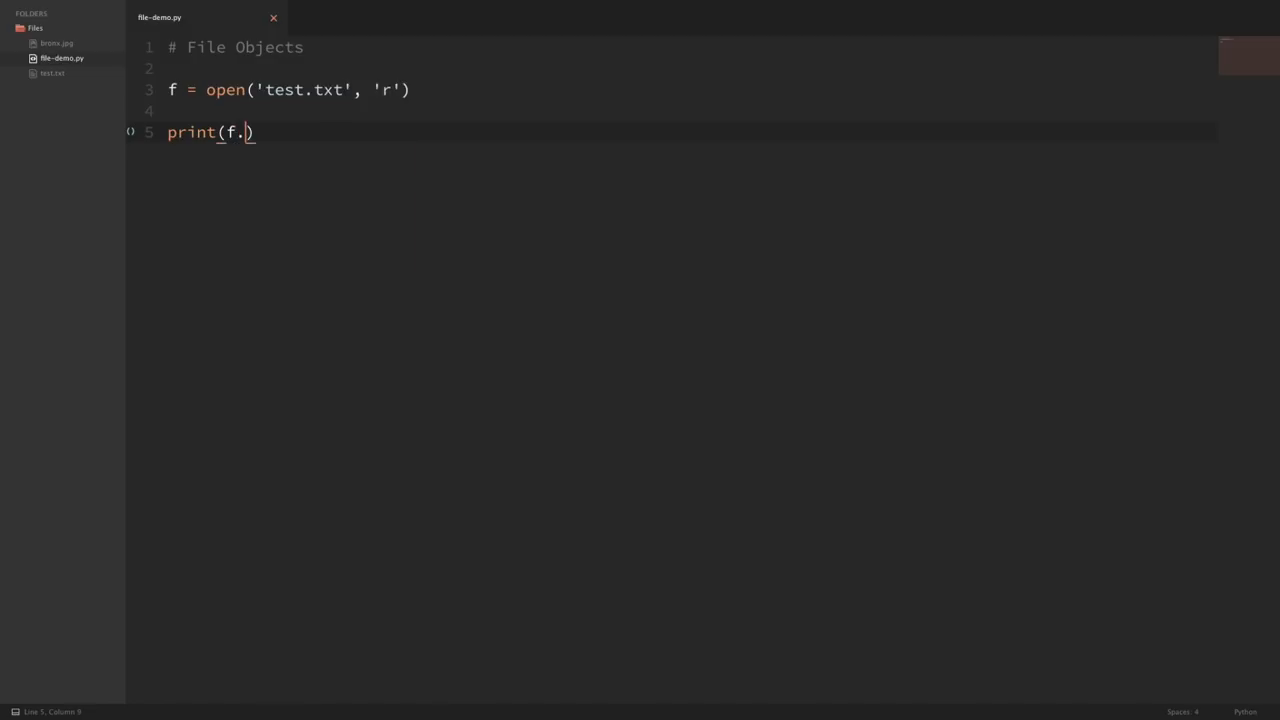 FOLDERS
Files
bronx.jpg
file-demo.py
test.txt
file-demo.py
1 # File Objects
2
3 f = open('test.txt', 'r')
4
5 print(f.)
Line 5, Column 9
Spaces: 4
Python